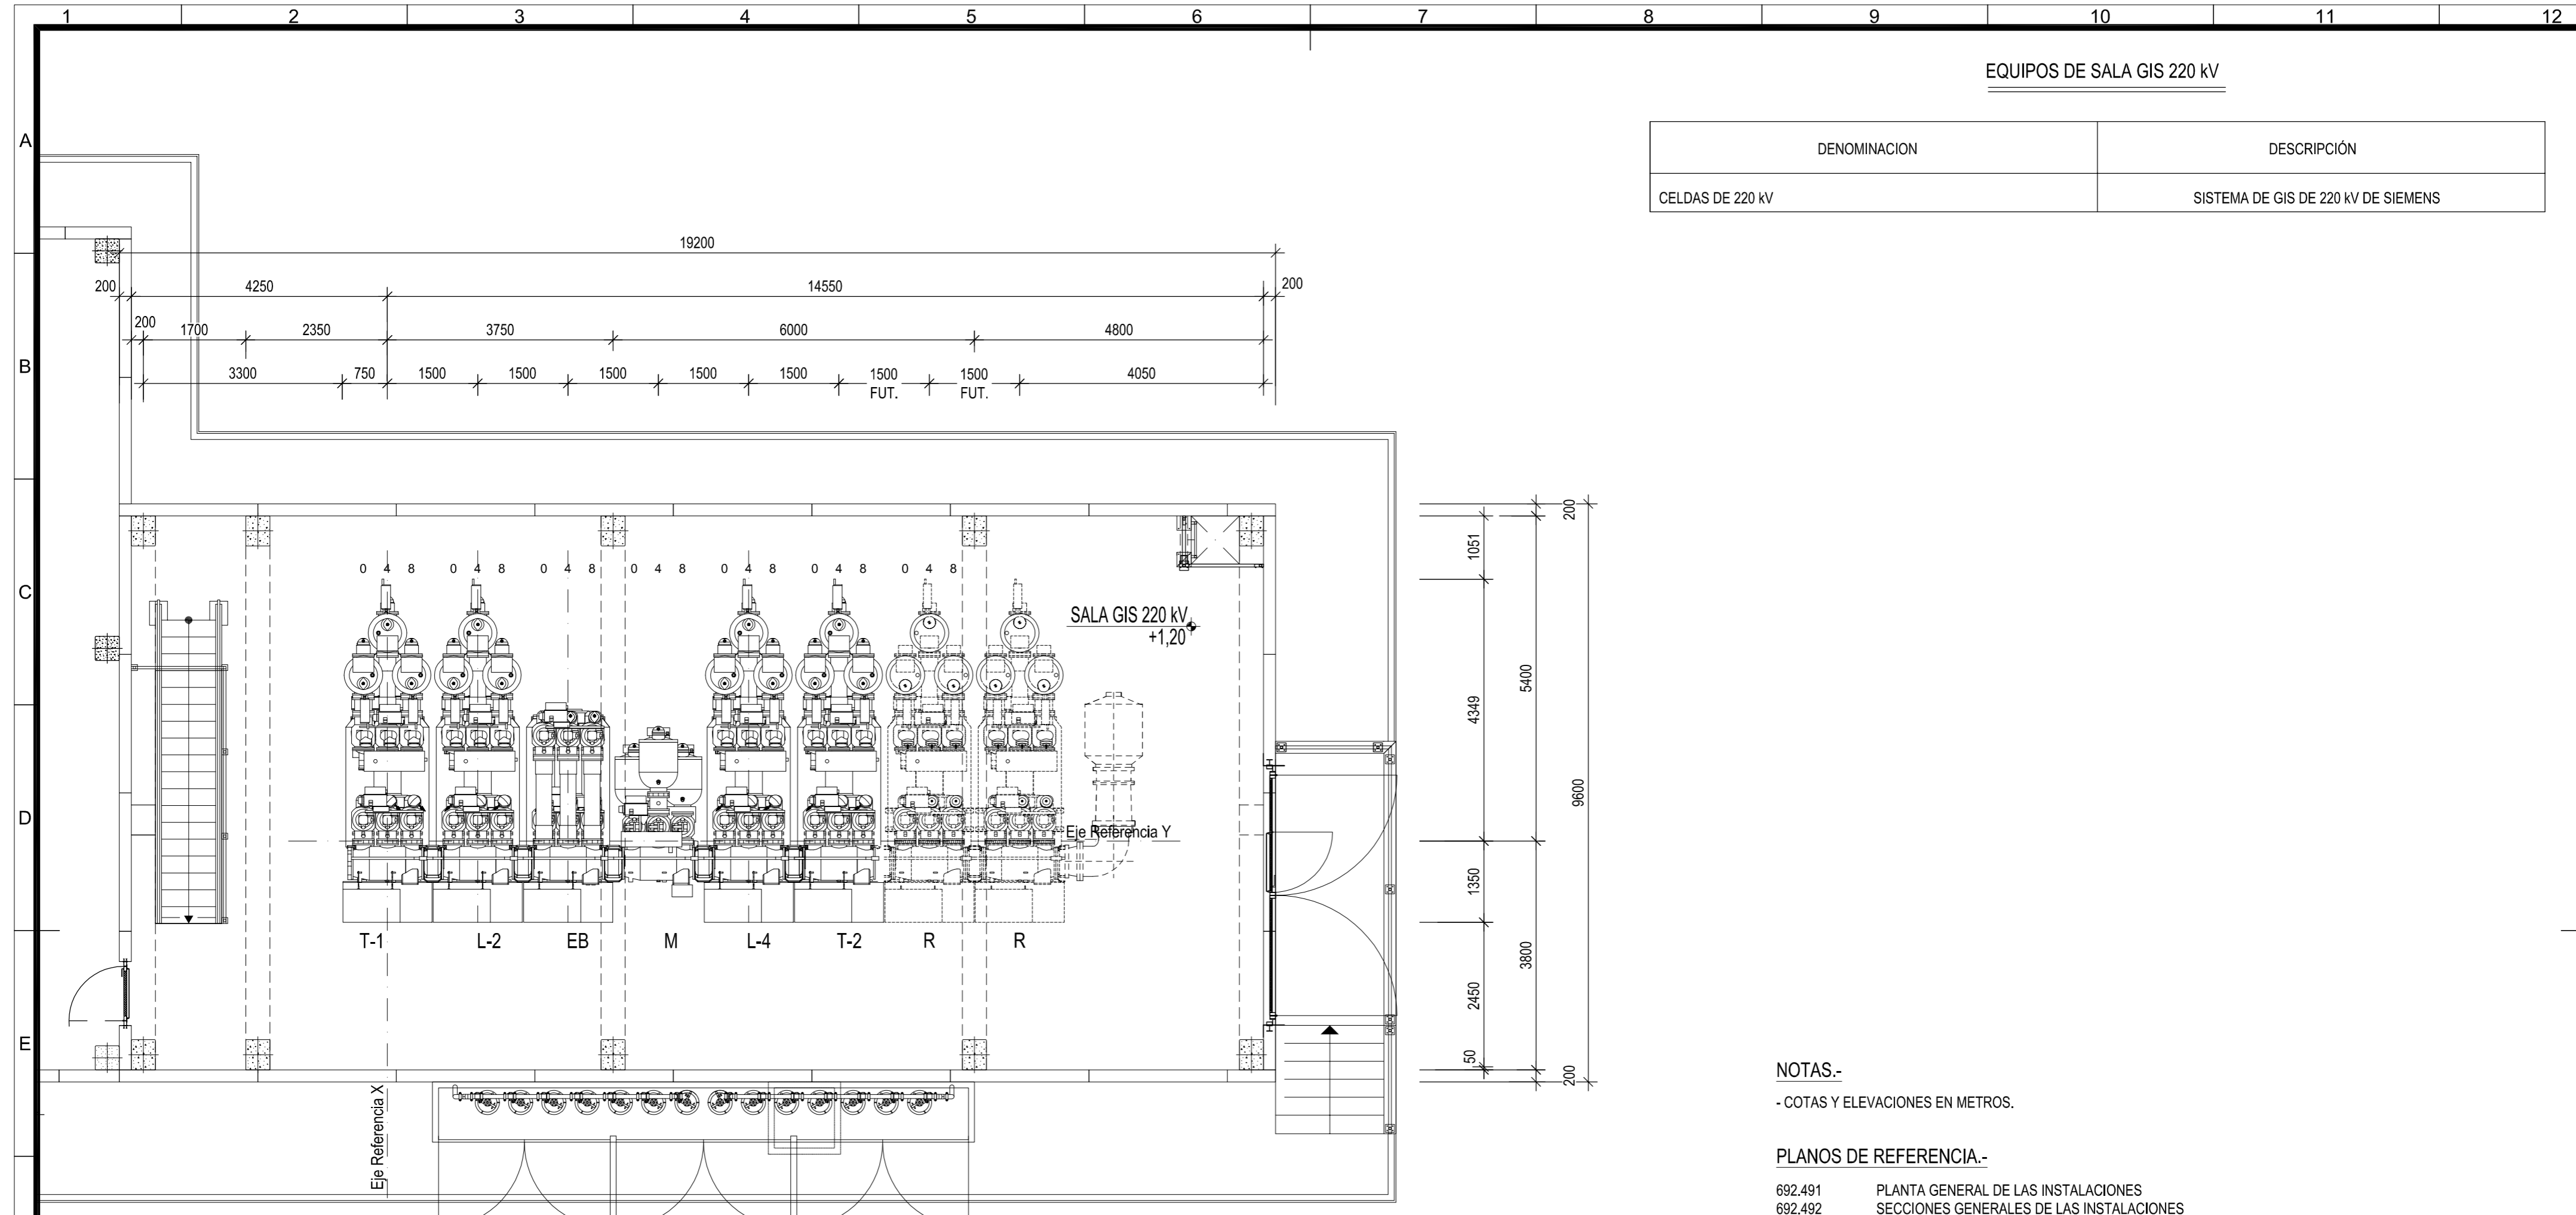 1 2 3 4 5 6 7 8 9 10 11 12
EQUIPOS DE SALA GIS 220 kV
A
DENOMINACION DESCRIPCIÓN
CELDAS DE 220 kV SISTEMA DE GIS DE 220 kV DE SIEMENS
19200
200 4250 14550 200
200 1700 2350 3750 6000 4800
B
3300 750 1500 1500 1500 1500 1500 1500 1500 4050
FUT. FUT.
200
1051
0 4 8 0 4 8 0 4 8 0 4 8 0 4 8 0 4 8 0 4 8
C
SALA GIS 220 kV
+1,20
5400
4349
9600
D
Eje Referencia Y
1350
T-1 L-2 EB M L-4 T-2 R R
3800
2450
E
50
200
Eje Referencia X
NOTAS.-
- COTAS Y ELEVACIONES EN METROS.
PLANOS DE REFERENCIA.-
692.491 PLANTA GENERAL DE LAS INSTALACIONES
692.492 SECCIONES GENERALES DE LAS INSTALACIONES